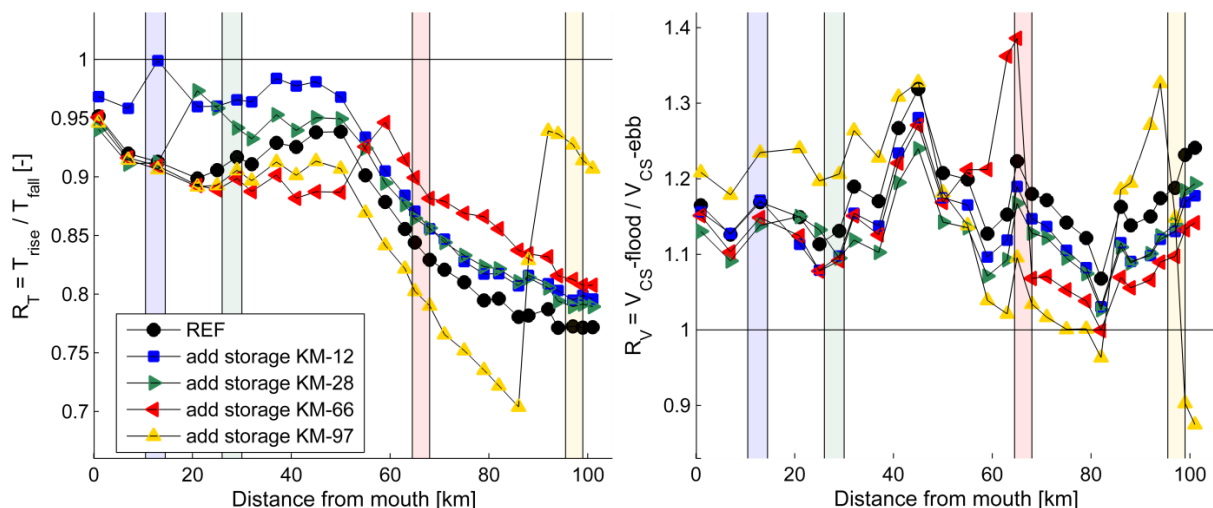 1
0.95
0.9
0.85
0.8
0.75
0.7
R_T = T_rise / T_fall [-]
REF
add storage KM-12
add storage KM-28
add storage KM-66
add storage KM-97
0 20 40 60 80 100
Distance from mouth [km]
1.4
1.3
1.2
1.1
1
0.9
R_V = V_CS-flood / V_CS-ebb
0 20 40 60 80 100
Distance from mouth [km]